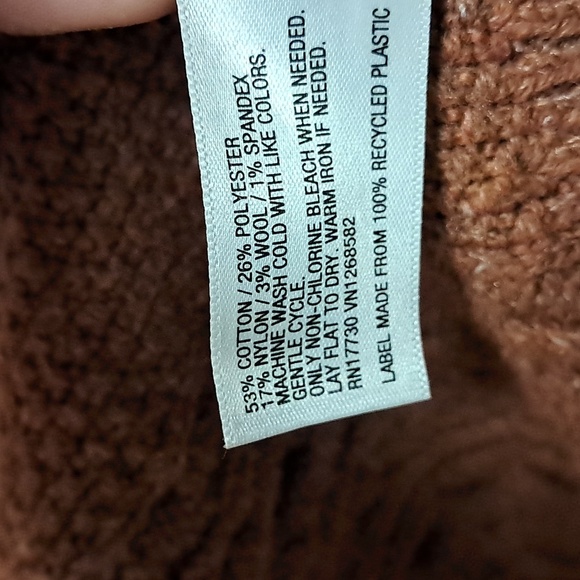 53% COTTON / 26% POLYESTER
17% NYLON / 3% WOOL / 1% SPANDEX
MACHINE WASH COLD WITH LIKE COLORS.
GENTLE CYCLE.
ONLY NON-CHLORINE BLEACH WHEN NEEDED.
LAY FLAT TO DRY. WARM IRON IF NEEDED.
RN17730 VN1268582
LABEL MADE FROM 100% RECYCLED PLASTIC